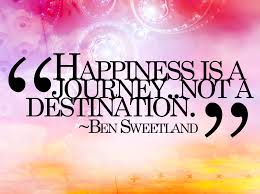 “HAPPINESS IS A
JOURNEY...NOT A
DESTINATION.
~BEN SWEETLAND”